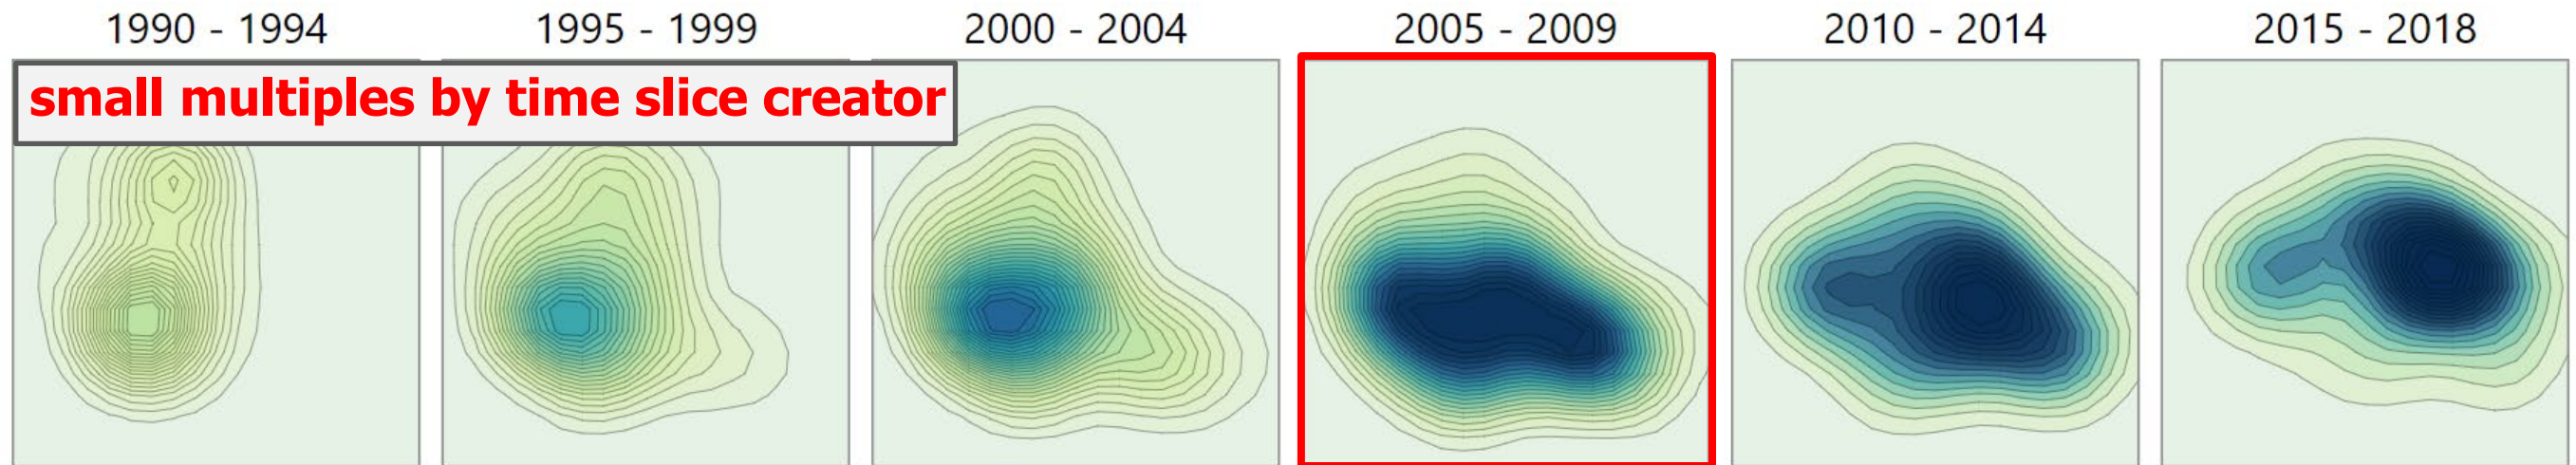 1990 - 1994
1995 - 1999
2000 - 2004
2005 - 2009
2010 - 2014
2015 - 2018
small multiples by time slice creator